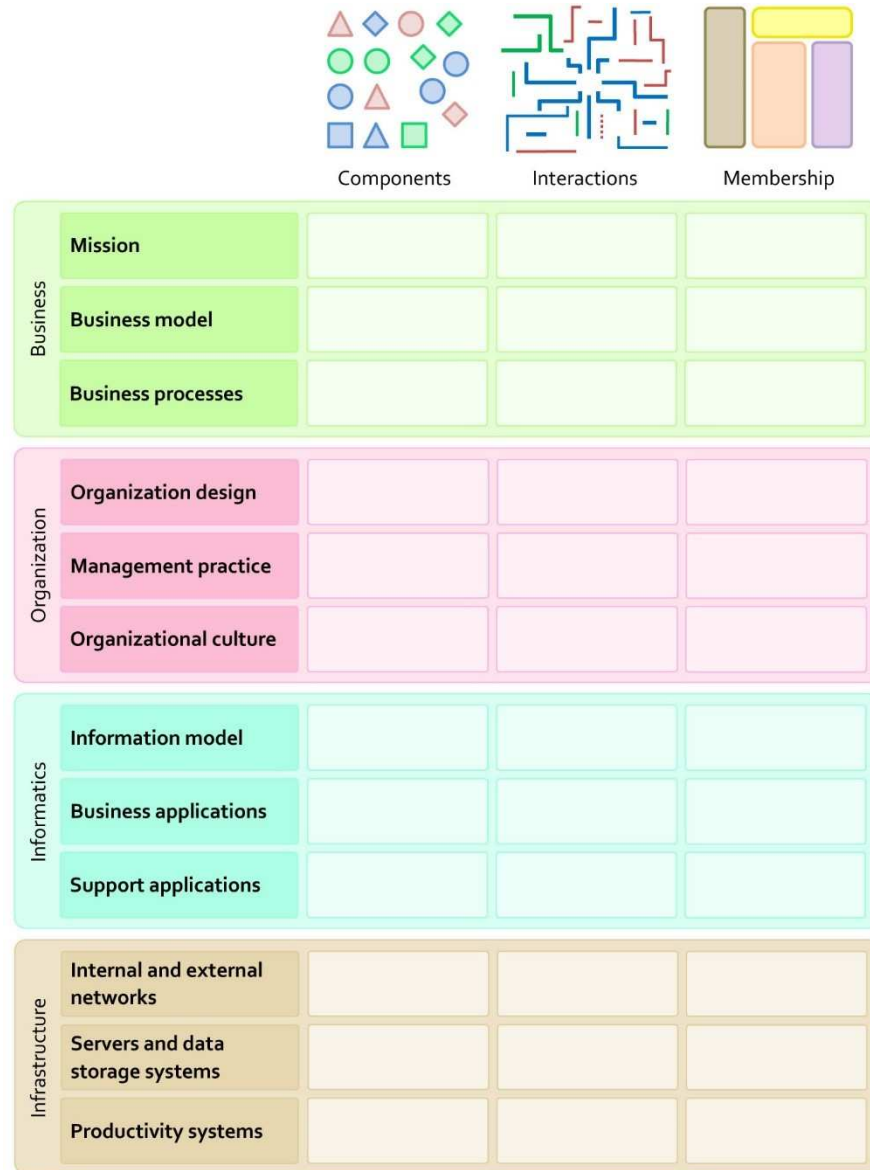 Components Interactions Membership
Business
Mission
Business model
Business processes
Organization
Organization design
Management practice
Organizational culture
Informatics
Information model
Business applications
Support applications
Infrastructure
Internal and external
networks
Servers and data
storage systems
Productivity systems